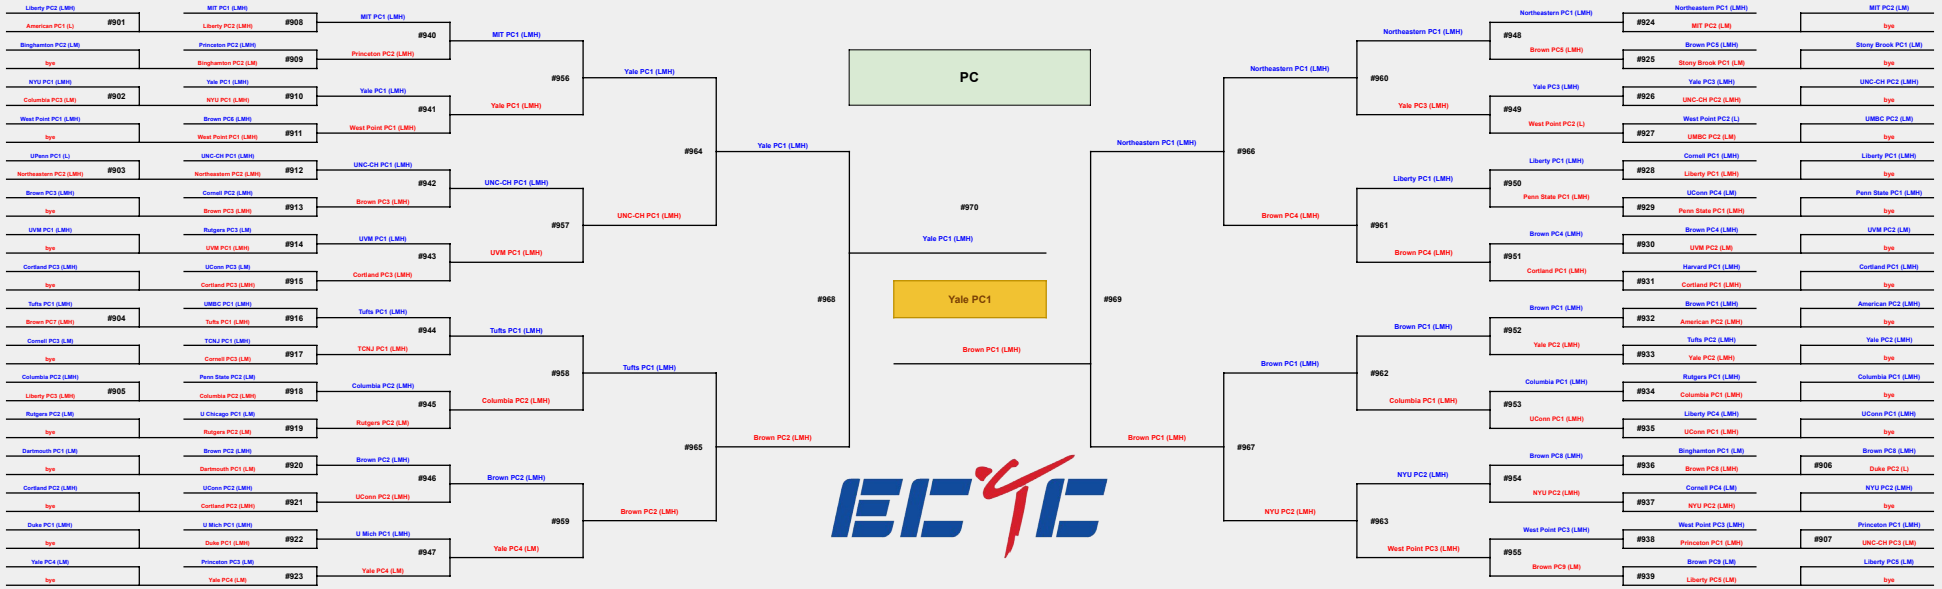 PC
Liberty PC2 (LMH)
#901
American PC1 (L)
Binghamton PC2 (LM)
bye
NYU PC1 (LMH)
#902
Columbia PC3 (LM)
West Point PC1 (LMH)
bye
UPenn PC1 (L)
#903
Northeastern PC2 (LMH)
Brown PC3 (LMH)
bye
UVM PC1 (LMH)
bye
Cortland PC3 (LMH)
bye
Tufts PC1 (LMH)
#904
Brown PC7 (LMH)
Cornell PC3 (LM)
bye
Columbia PC2 (LMH)
#905
Liberty PC3 (LMH)
Rutgers PC2 (LM)
bye
Dartmouth PC1 (LM)
bye
Cortland PC2 (LMH)
bye
Duke PC1 (LMH)
bye
Yale PC4 (LM)
bye
MIT PC1 (LMH)
#908
Liberty PC2 (LMH)
Princeton PC2 (LMH)
#909
Binghamton PC2 (LM)
Yale PC1 (LMH)
#910
NYU PC1 (LMH)
Brown PC6 (LMH)
#911
West Point PC1 (LMH)
UNC-CH PC1 (LMH)
#912
Northeastern PC2 (LMH)
Cornell PC2 (LM)
#913
Brown PC3 (LMH)
Rutgers PC3 (LM)
#914
UVM PC1 (LMH)
UConn PC3 (LM)
#915
Cortland PC3 (LMH)
UMBC PC1 (LMH)
#916
Tufts PC1 (LMH)
TCNJ PC1 (LMH)
#917
Cornell PC3 (LM)
Penn State PC2 (LM)
#918
Columbia PC2 (LMH)
U Chicago PC1 (LM)
#919
Rutgers PC2 (LM)
Brown PC2 (LMH)
#920
Dartmouth PC1 (LM)
UConn PC2 (LMH)
#921
Cortland PC2 (LMH)
U Mich PC1 (LMH)
#922
Duke PC1 (LMH)
Princeton PC3 (LM)
#923
Yale PC4 (LM)
MIT PC1 (LMH)
#940
Princeton PC2 (LMH)
Yale PC1 (LMH)
#941
West Point PC1 (LMH)
UNC-CH PC1 (LMH)
#942
Brown PC3 (LMH)
UVM PC1 (LMH)
#943
Cortland PC3 (LMH)
Tufts PC1 (LMH)
#944
TCNJ PC1 (LMH)
Columbia PC2 (LMH)
#945
Rutgers PC2 (LM)
Brown PC2 (LMH)
#946
UConn PC2 (LMH)
U Mich PC1 (LMH)
#947
Yale PC4 (LM)
MIT PC1 (LMH)
#956
Yale PC1 (LMH)
UNC-CH PC1 (LMH)
#957
UVM PC1 (LMH)
Tufts PC1 (LMH)
#958
Columbia PC2 (LMH)
Brown PC2 (LMH)
#959
Yale PC4 (LM)
Yale PC1 (LMH)
#964
UNC-CH PC1 (LMH)
Tufts PC1 (LMH)
#965
Brown PC2 (LMH)
Yale PC1 (LMH)
#968
Brown PC2 (LMH)
#970
Yale PC1 (LMH)
Yale PC1
Brown PC1 (LMH)
ECTC
Northeastern PC1 (LMH)
#969
Brown PC1 (LMH)
Northeastern PC1 (LMH)
#966
Brown PC4 (LMH)
Brown PC1 (LMH)
#967
NYU PC2 (LMH)
Northeastern PC1 (LMH)
#960
Yale PC3 (LMH)
Liberty PC1 (LMH)
#961
Brown PC4 (LMH)
Brown PC1 (LMH)
#962
Columbia PC1 (LMH)
NYU PC2 (LMH)
#963
West Point PC3 (LMH)
Northeastern PC1 (LMH)
#948
Brown PC5 (LMH)
Yale PC3 (LMH)
#949
West Point PC2 (L)
Liberty PC1 (LMH)
#950
Penn State PC1 (LMH)
Brown PC4 (LMH)
#951
Cortland PC1 (LMH)
Brown PC1 (LMH)
#952
Yale PC2 (LMH)
Columbia PC1 (LMH)
#953
UConn PC1 (LMH)
Brown PC8 (LMH)
#954
NYU PC2 (LMH)
West Point PC3 (LMH)
#955
Brown PC9 (LM)
Northeastern PC1 (LMH)
#924
MIT PC2 (LM)
Brown PC5 (LMH)
#925
Stony Brook PC1 (LM)
Yale PC3 (LMH)
#926
UNC-CH PC2 (LMH)
West Point PC2 (L)
#927
UMBC PC2 (LM)
Cornell PC1 (LMH)
#928
Liberty PC1 (LMH)
UConn PC4 (LM)
#929
Penn State PC1 (LMH)
Brown PC4 (LMH)
#930
UVM PC2 (LM)
Harvard PC1 (LMH)
#931
Cortland PC1 (LMH)
Brown PC1 (LMH)
#932
American PC2 (LMH)
Tufts PC2 (LMH)
#933
Yale PC2 (LMH)
Rutgers PC1 (LMH)
#934
Columbia PC1 (LMH)
Liberty PC4 (LMH)
#935
UConn PC1 (LMH)
Binghamton PC1 (LM)
#936
Brown PC8 (LMH)
Cornell PC4 (LM)
#937
NYU PC2 (LMH)
West Point PC3 (LMH)
#938
Princeton PC1 (LMH)
Brown PC9 (LM)
#939
Liberty PC5 (LM)
MIT PC2 (LM)
bye
Stony Brook PC1 (LM)
bye
UNC-CH PC2 (LMH)
bye
UMBC PC2 (LM)
bye
Liberty PC1 (LMH)
bye
Penn State PC1 (LMH)
bye
UVM PC2 (LM)
bye
Cortland PC1 (LMH)
bye
American PC2 (LMH)
bye
Yale PC2 (LMH)
bye
Columbia PC1 (LMH)
bye
UConn PC1 (LMH)
bye
Brown PC8 (LMH)
#906
Duke PC2 (L)
NYU PC2 (LMH)
bye
Princeton PC1 (LMH)
#907
UNC-CH PC3 (LM)
Liberty PC5 (LM)
bye